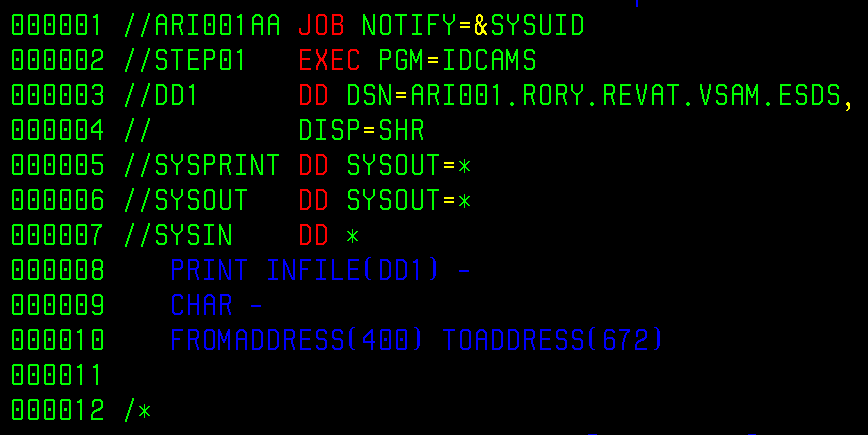 000001 //ARI001AA JOB NOTIFY=&SYSUID
000002 //STEP01   EXEC PGM=IDCAMS
000003 //DD1      DD DSN=ARI001.RORY.REVAT.VSAM.ESDS,
000004 //         DISP=SHR
000005 //SYSPRINT DD SYSOUT=*
000006 //SYSOUT   DD SYSOUT=*
000007 //SYSIN    DD *
000008    PRINT INFILE(DD1) -
000009    CHAR -
000010    FROMADDRESS(400) TOADDRESS(672)
000011
000012 /*